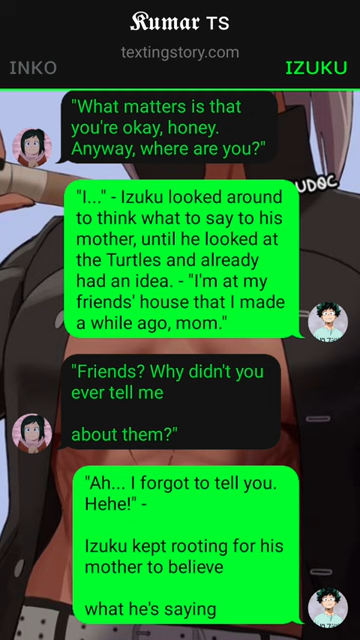 Kumar TS
textingstory.com
INKO
IZUKU
"What matters is that
you're okay, honey.
Anyway, where are you?"
UDØC
"I..." - Izuku looked around
to think what to say to his
mother, until he looked at
the Turtles and already
had an idea. - "I'm at my
friends' house that I made
a while ago, mom."
"Friends? Why didn't you
ever tell me
about them?"
"Ah... I forgot to tell you.
Hehe!" -
Izuku kept rooting for his
mother to believe
what he's saying